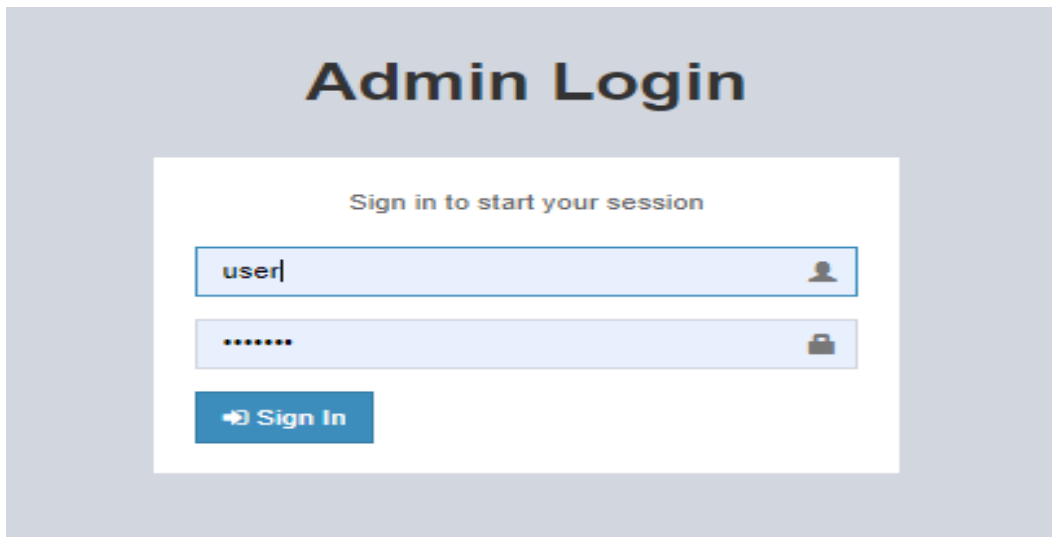 Admin Login
Sign in to start your session
user
•••••••
Sign In